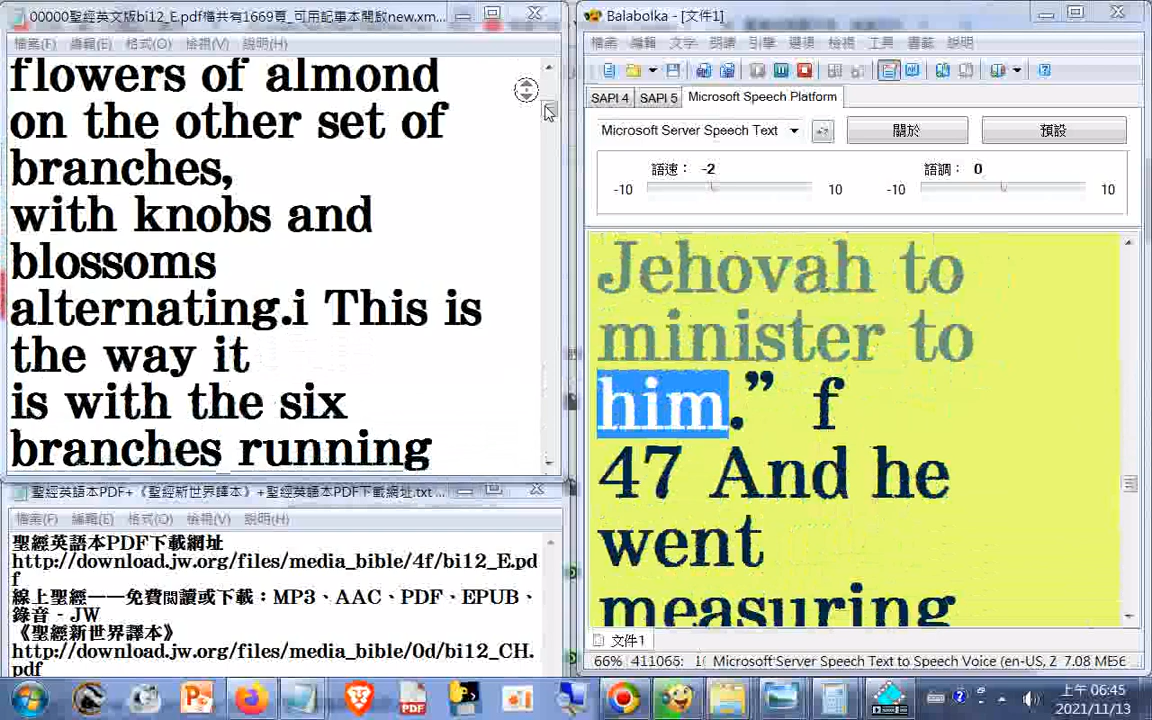 00000聖經英文版bi12_E.pdf檔共有1669頁_可用記事本開啟new.xm...
檔案(F) 編輯(E) 格式(O) 檢視(V) 說明(H)
flowers of almond
on the other set of
branches,
with knobs and
blossoms
alternating.i This is
the way it
is with the six
branches running
聖經英語本PDF+《聖經新世界譯本》+聖經英語本PDF下載網址.txt ...
檔案(F) 編輯(E) 格式(O) 檢視(V) 說明(H)
聖經英語本PDF下載網址
http://download.jw.org/files/media_bible/4f/bi12_E.pd
f
線上聖經——免費閱讀或下載：MP3、AAC、PDF、EPUB、
錄音 - JW
《聖經新世界譯本》
http://download.jw.org/files/media_bible/0d/bi12_CH.
pdf
Balabolka - [文件1]
檔案 編輯 文字 朗讀 引擎 選項 檢視 工具 書籤 說明
SAPI 4 SAPI 5 Microsoft Speech Platform
Microsoft Server Speech Text 關於 預設
語速： -2 語調： 0
-10 10 -10 10
Jehovah to
minister to
him.” f
47 And he
went
measuring
文件1
66% 411065: Microsoft Server Speech Text to Speech Voice (en-US, Z 7.08 ME
PDF
上午 06:45
2021/11/13